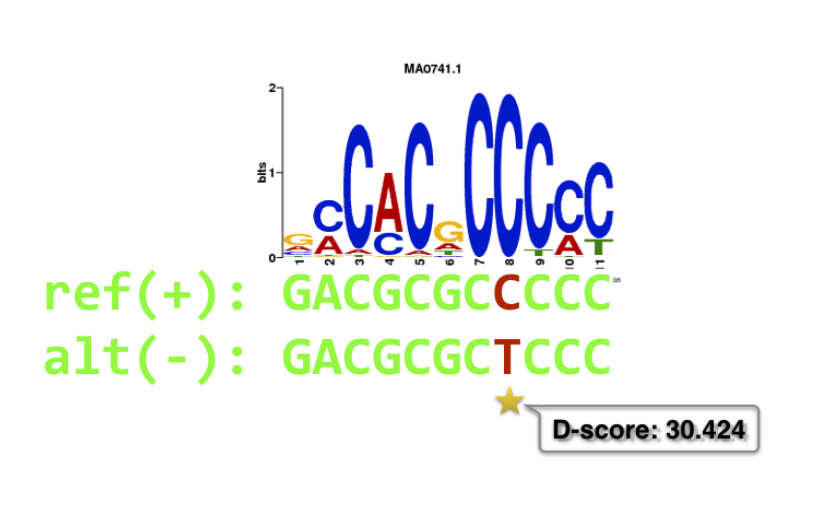 MA0741.1
2
1
0
bits
1 2 3 4 5 6 7 8 9 10 11
ref(+): GACGCGCCCCC
alt(-): GACGCGCTCCC
D-score: 30.424